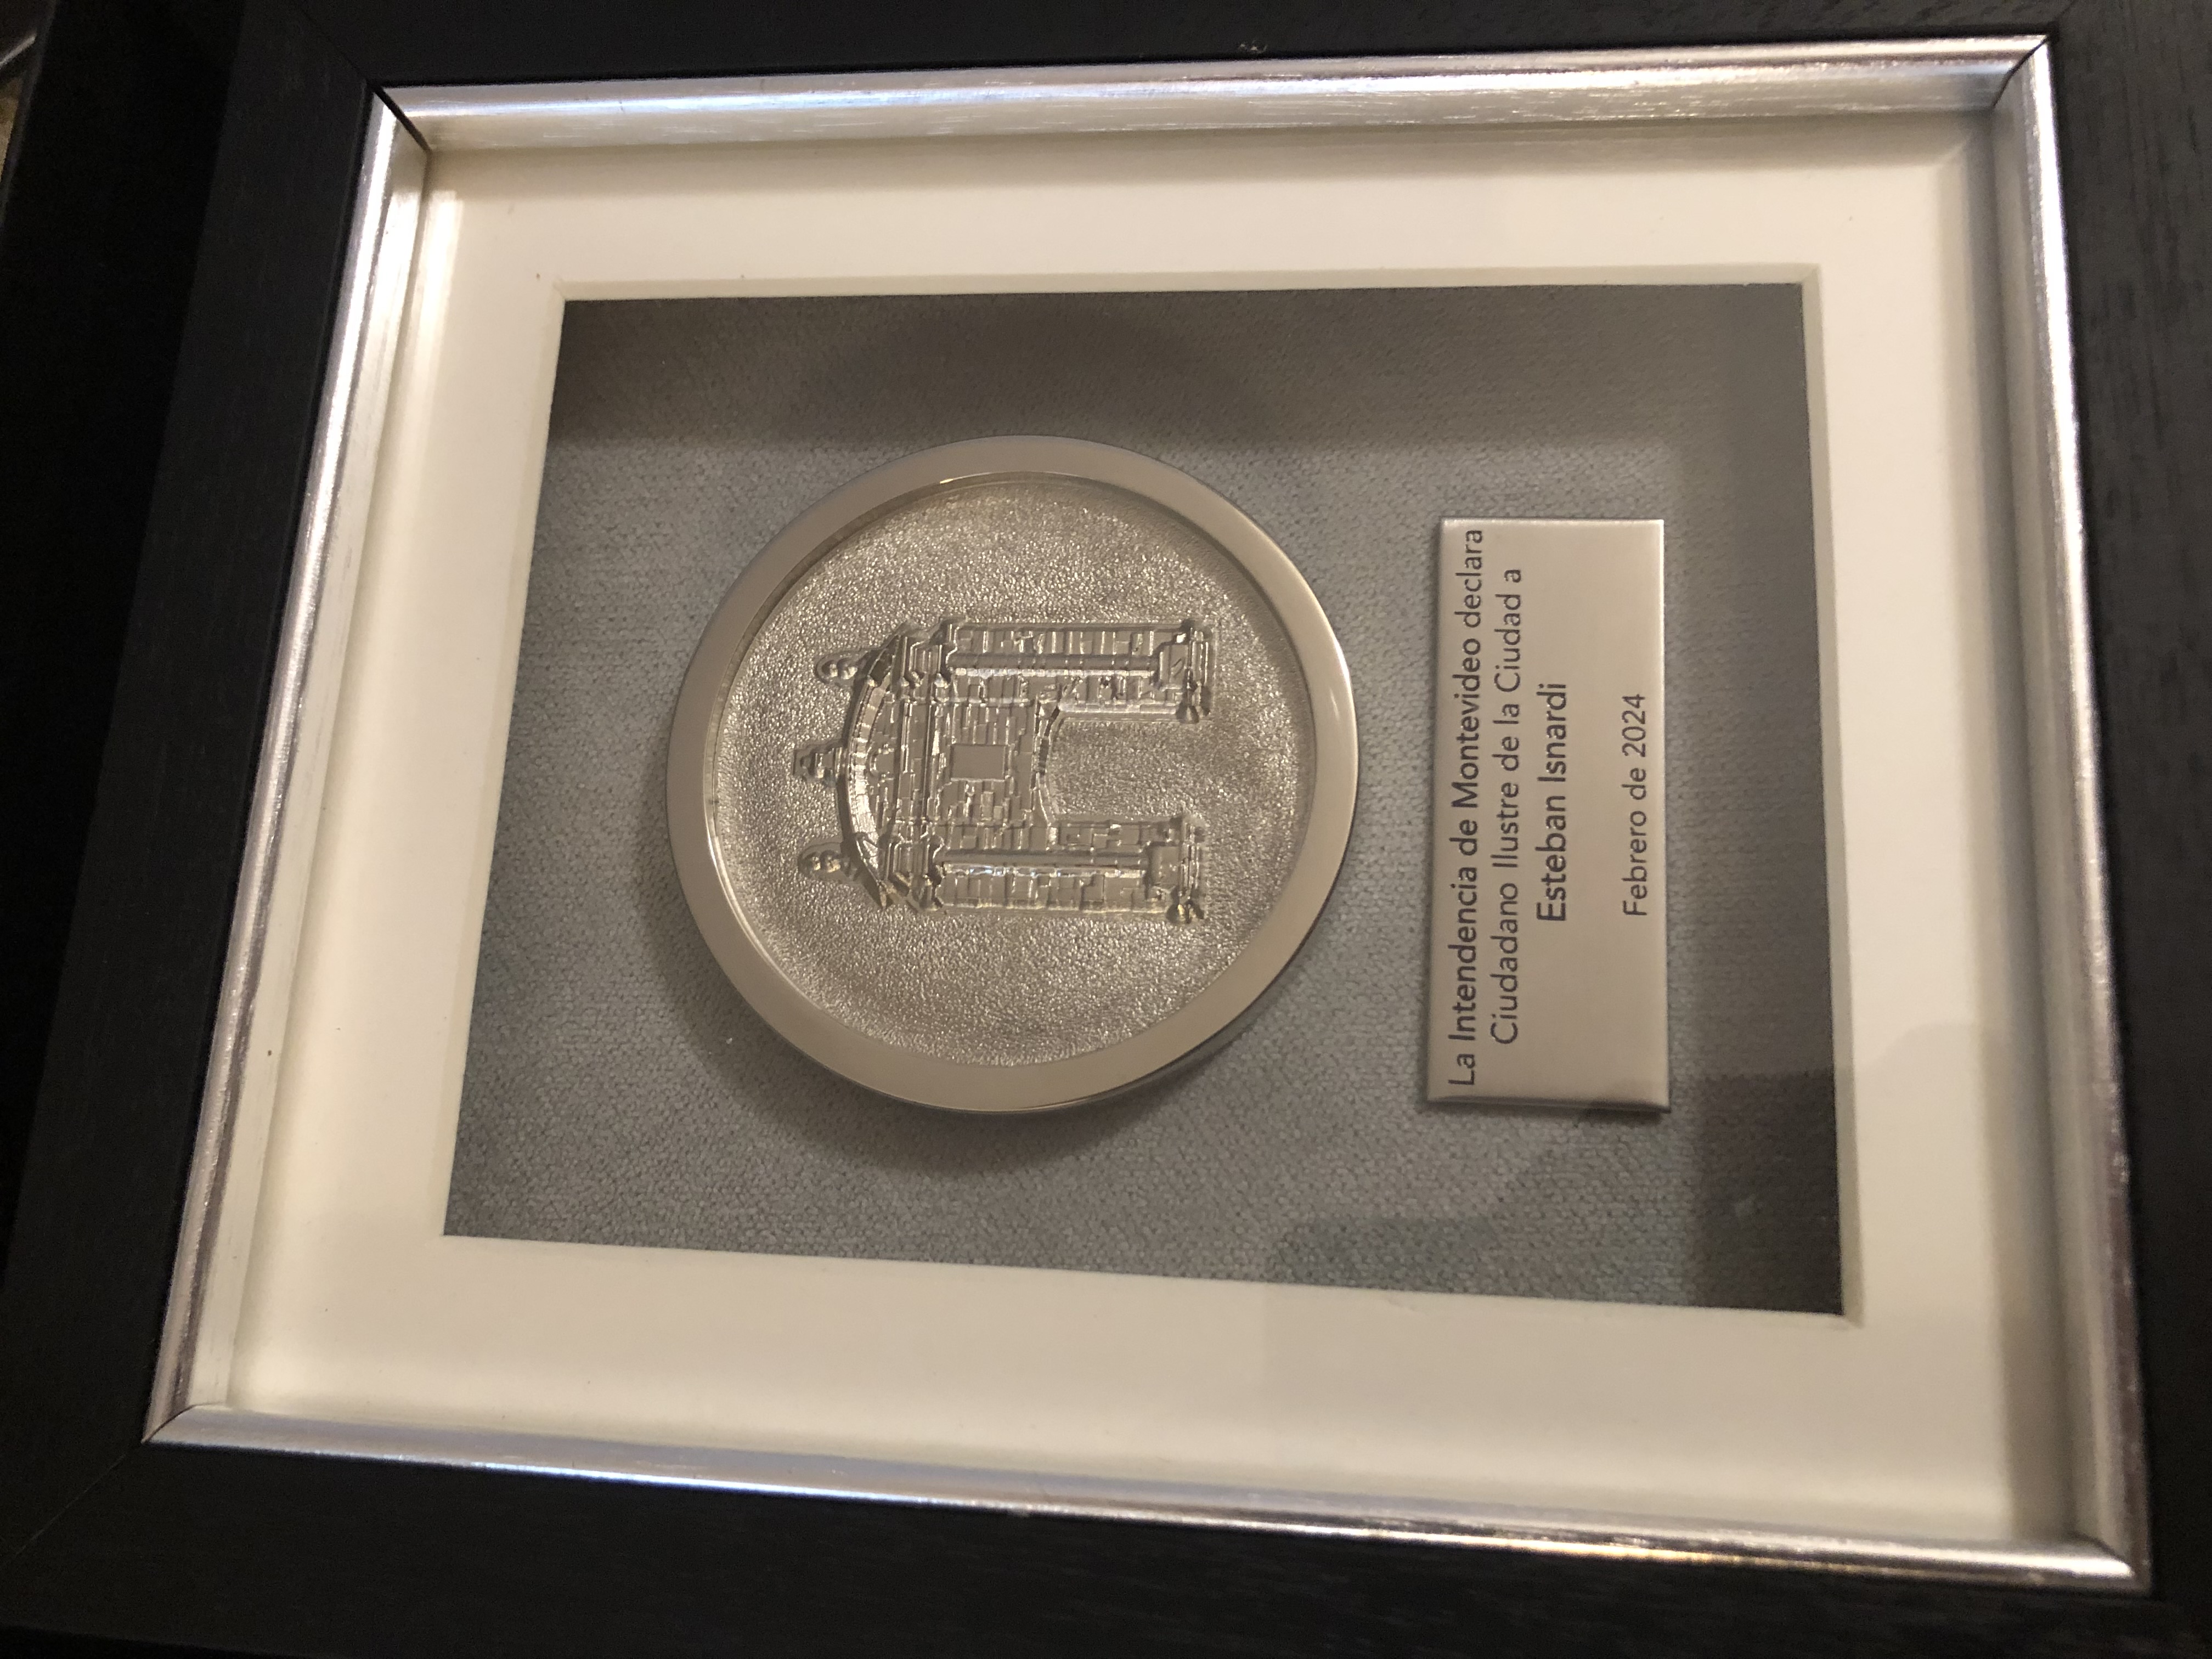 La Intendencia de Montevideo declara
Ciudadano Ilustre de la Ciudad a
Esteban Isnardi
Febrero de 2024